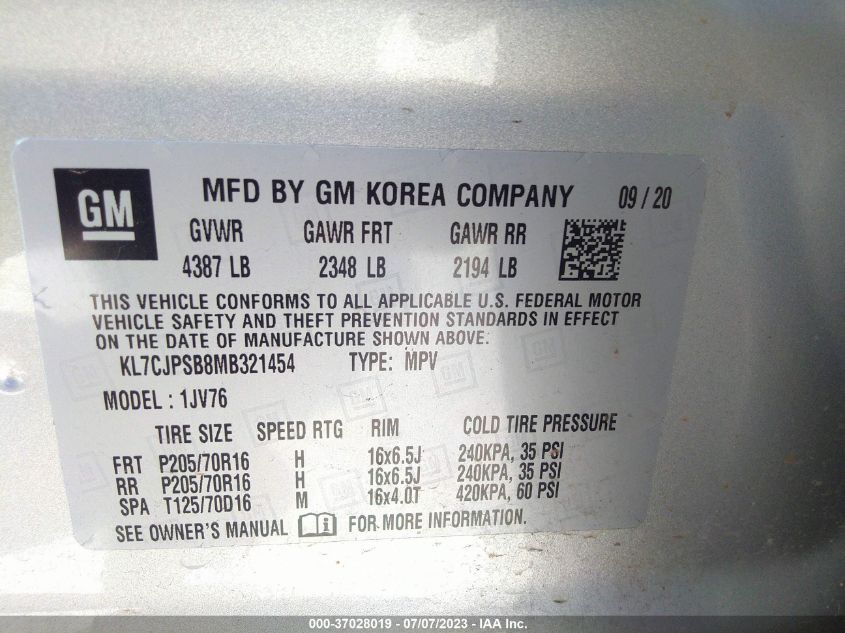 GM MFD BY GM KOREA COMPANY 09/20
GVWR GAWR FRT GAWR RR
4387 LB 2348 LB 2194 LB
THIS VEHICLE CONFORMS TO ALL APPLICABLE U.S. FEDERAL MOTOR
VEHICLE SAFETY AND THEFT PREVENTION STANDARDS IN EFFECT
ON THE DATE OF MANUFACTURE SHOWN ABOVE.
KL7CJPSB8MB321454 TYPE: MPV
MODEL : 1JV76
TIRE SIZE SPEED RTG RIM COLD TIRE PRESSURE
FRT P205/70R16 H 16x6.5J 240KPA, 35 PSI
RR P205/70R16 H 16x6.5J 240KPA, 35 PSI
SPA T125/70D16 M 16x4.0T 420KPA, 60 PSI
SEE OWNER'S MANUAL FOR MORE INFORMATION.
000-37028019 - 07/07/2023 - IAA Inc.